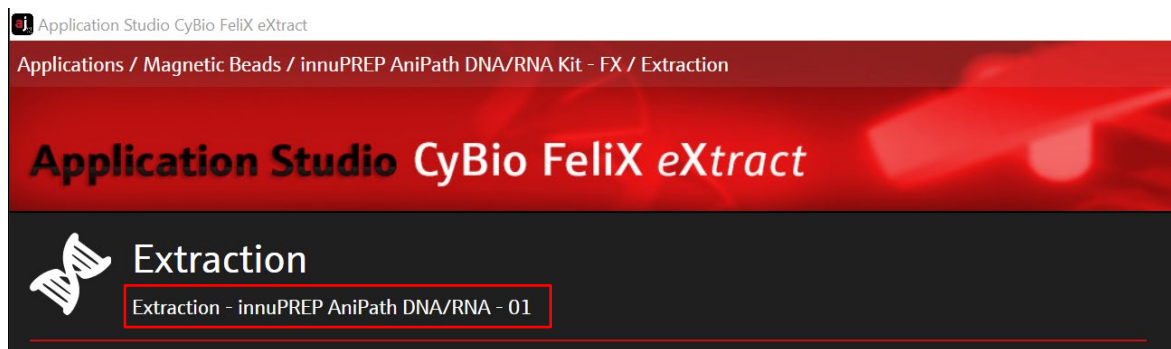 Application Studio CyBio FeliX eXtract
Applications / Magnetic Beads / innuPREP AniPath DNA/RNA Kit - FX / Extraction
Application Studio CyBio FeliX eXtract
Extraction
Extraction - innuPREP AniPath DNA/RNA - 01